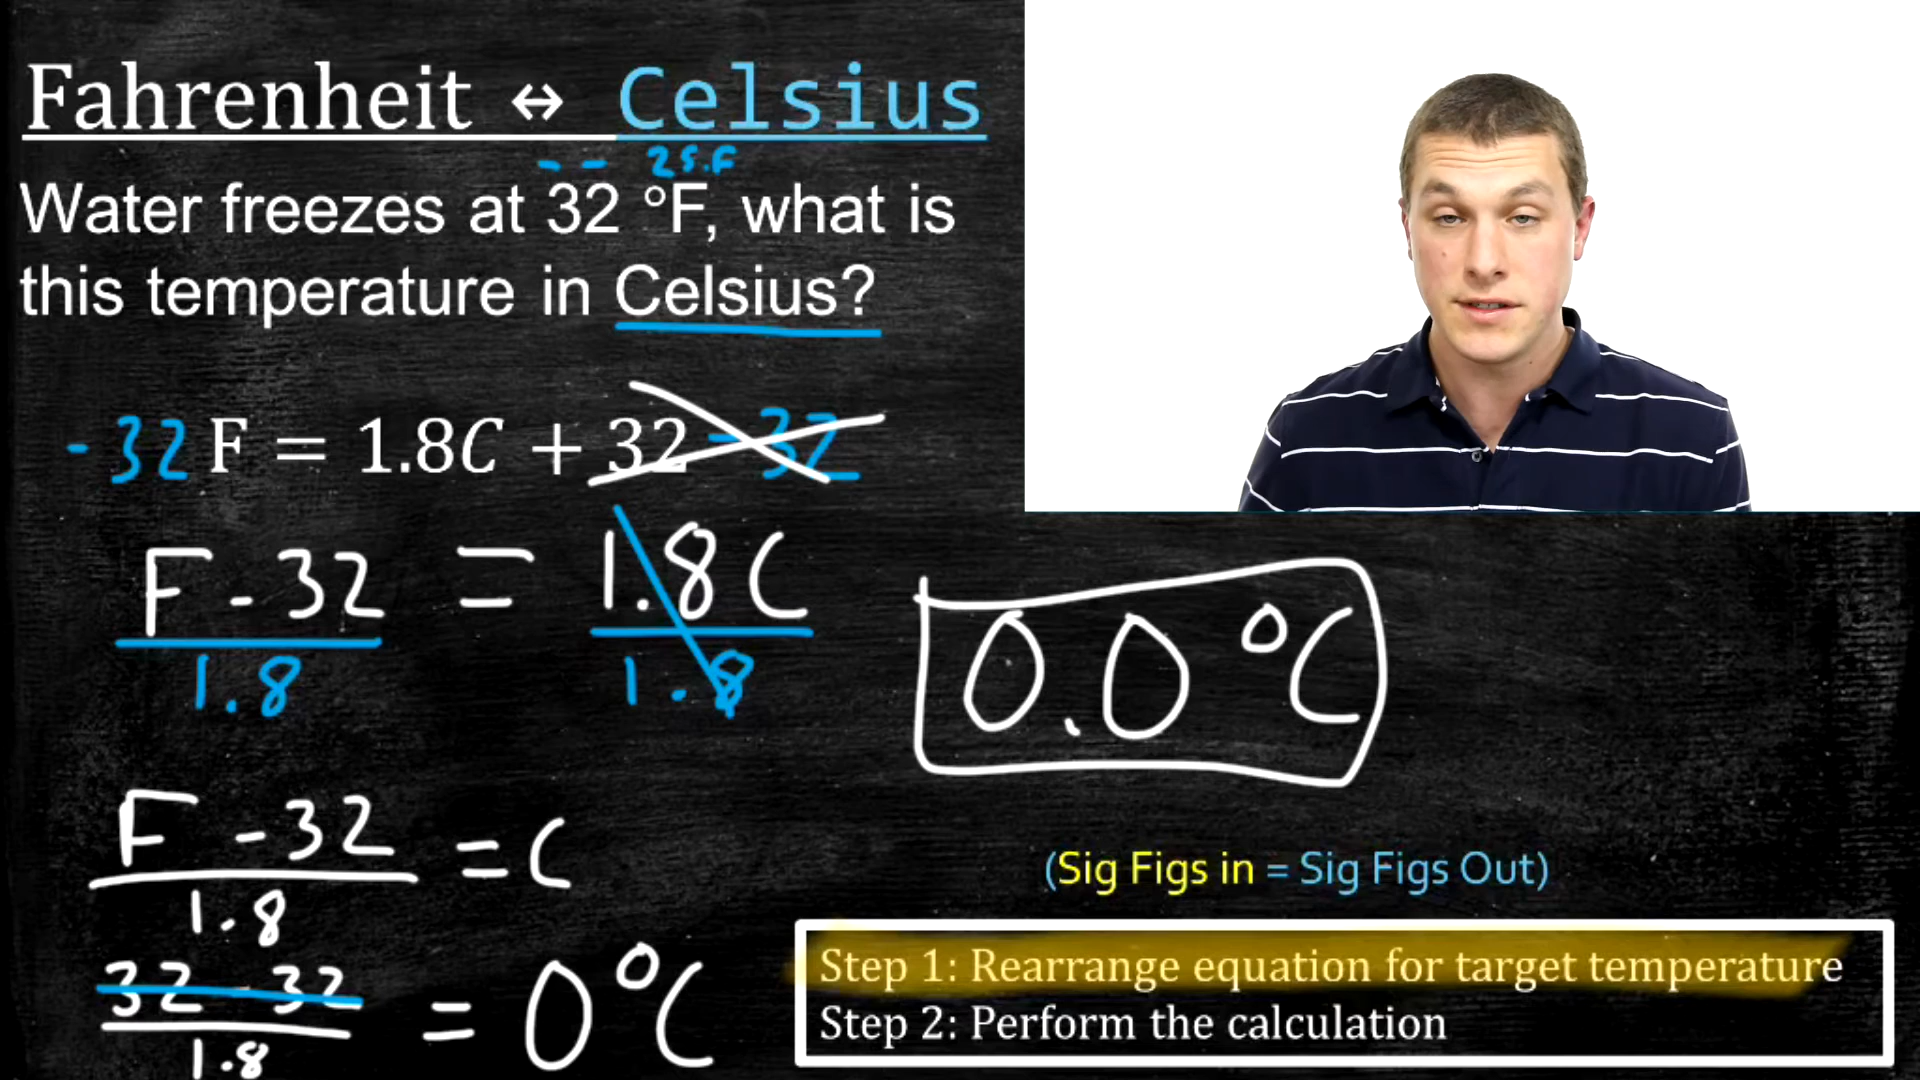 Fahrenheit ↔ Celsius
- - 2 S.F
Water freezes at 32 °F, what is
this temperature in Celsius?
-32 F = 1.8C + 32 - 32
F - 32 = 1.8 C
1.8 1.8
0.0 °C
F - 32 = C
1.8
(Sig Figs in = Sig Figs Out)
32 - 32 = 0°C
1.8
Step 1: Rearrange equation for target temperature
Step 2: Perform the calculation